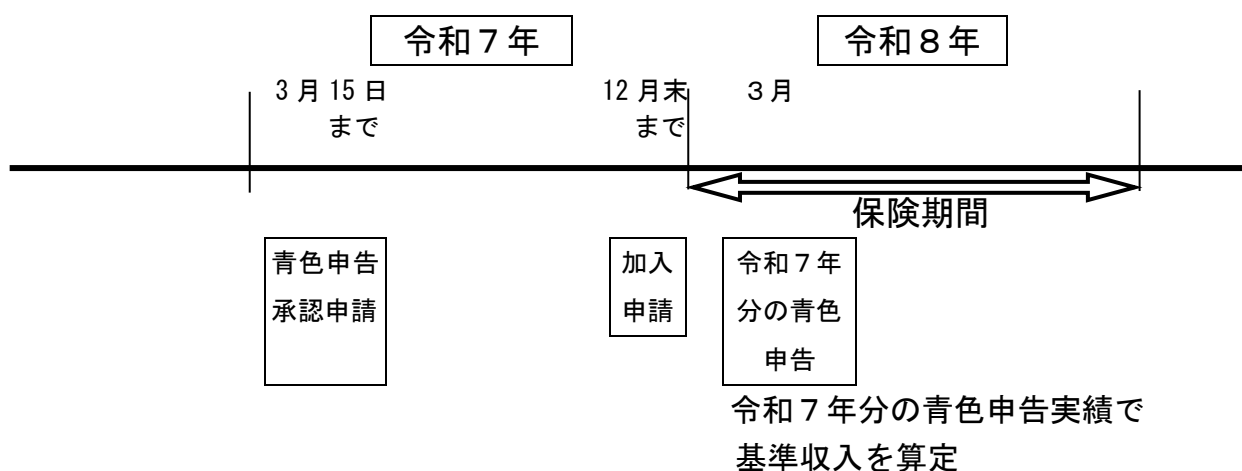 令和７年
令和８年
3月15日
まで
12月末
まで
３月
保険期間
青色申告
承認申請
加入
申請
令和７年
分の青色
申告
令和７年分の青色申告実績で
基準収入を算定